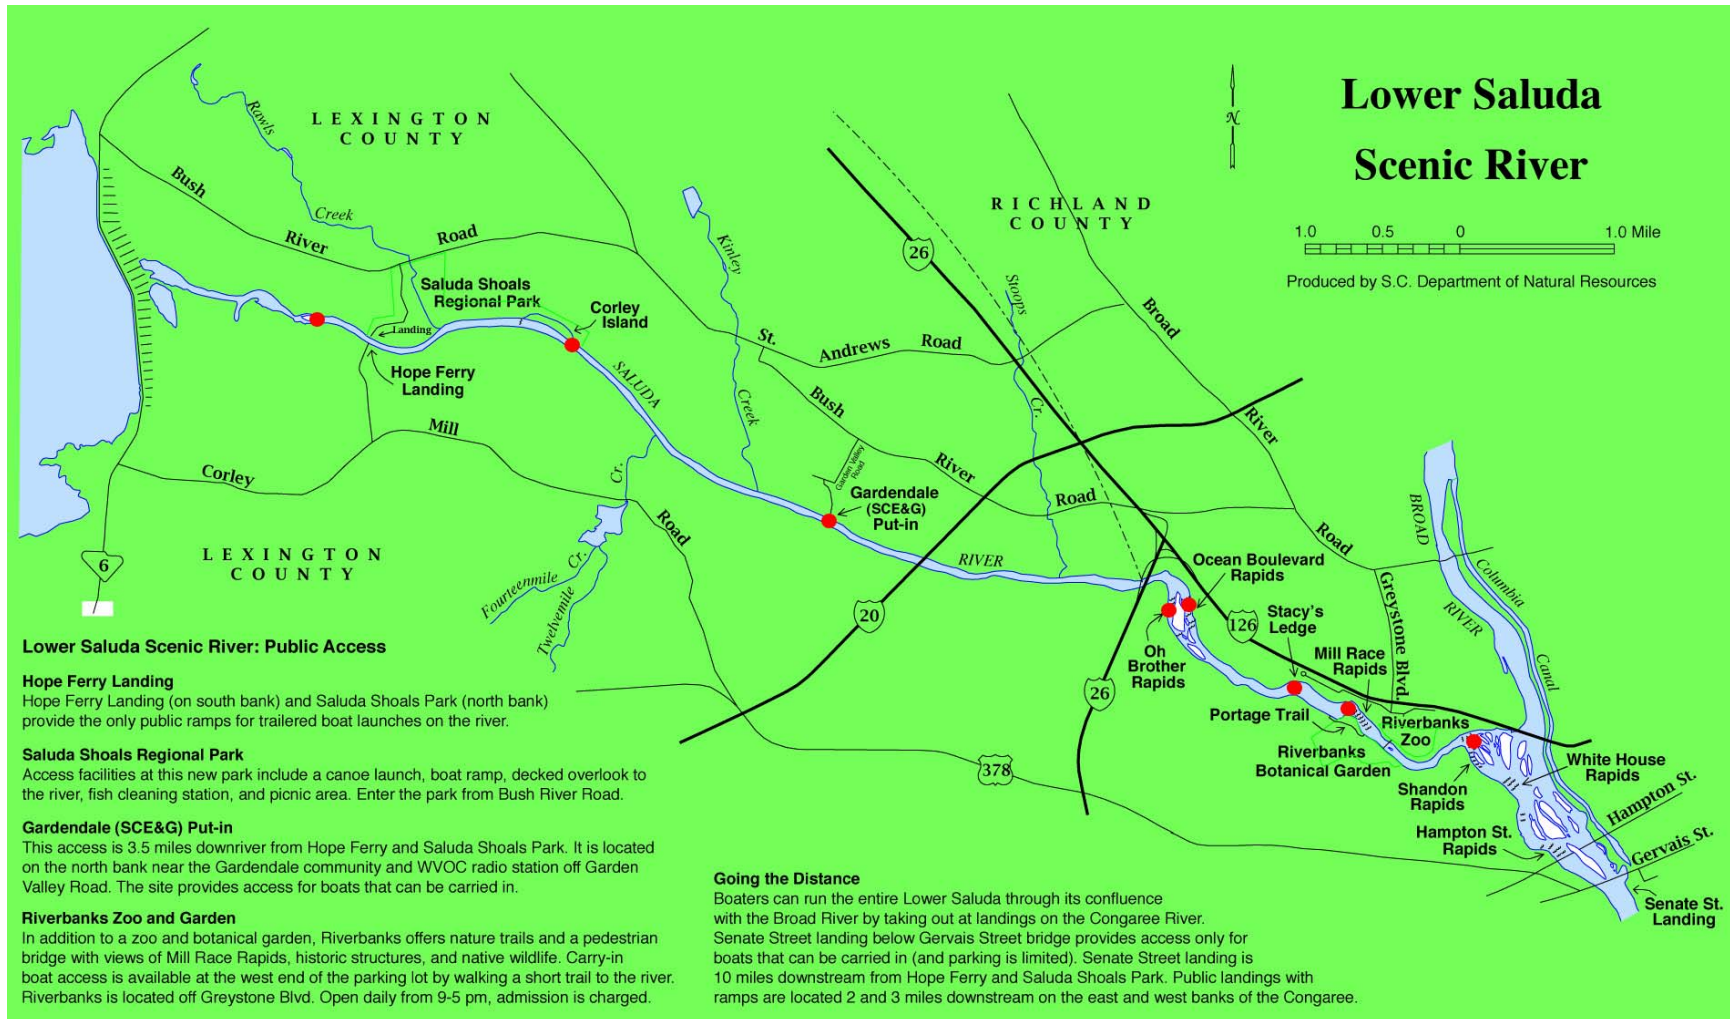 Lower Saluda
Scenic River
N
1.0 0.5 0 1.0 Mile
Produced by S.C. Department of Natural Resources
LEXINGTON
COUNTY
RICHLAND
COUNTY
LEXINGTON
COUNTY
Rawls
Creek
Bush
River
Road
Saluda Shoals
Regional Park
Landing
Hope Ferry
Landing
Corley
Island
Kinley
Creek
SALUDA
RIVER
St.
Andrews Road
Stoops
Cr.
Broad
River
Road
26
Bush
River
Road
Garden Valley
Road
Gardendale
(SCE&G)
Put-in
Corley
Mill
Road
Cr.
Fourteenmile
Cr.
Twelvemile
6
20
26
126
378
Ocean Boulevard
Rapids
Stacy's
Ledge
Mill Race
Rapids
Oh
Brother
Rapids
Portage Trail
Riverbanks
Botanical Garden
Riverbanks
Zoo
Greystone Blvd.
BROAD
RIVER
Columbia
Canal
Shandon
Rapids
White House
Rapids
Hampton St.
Hampton St.
Rapids
Gervais St.
Senate St.
Landing
Lower Saluda Scenic River: Public Access
Hope Ferry Landing
Hope Ferry Landing (on south bank) and Saluda Shoals Park (north bank)
provide the only public ramps for trailered boat launches on the river.
Saluda Shoals Regional Park
Access facilities at this new park include a canoe launch, boat ramp, decked overlook to
the river, fish cleaning station, and picnic area. Enter the park from Bush River Road.
Gardendale (SCE&G) Put-in
This access is 3.5 miles downriver from Hope Ferry and Saluda Shoals Park. It is located
on the north bank near the Gardendale community and WVOC radio station off Garden
Valley Road. The site provides access for boats that can be carried in.
Riverbanks Zoo and Garden
In addition to a zoo and botanical garden, Riverbanks offers nature trails and a pedestrian
bridge with views of Mill Race Rapids, historic structures, and native wildlife. Carry-in
boat access is available at the west end of the parking lot by walking a short trail to the river.
Riverbanks is located off Greystone Blvd. Open daily from 9-5 pm, admission is charged.
Going the Distance
Boaters can run the entire Lower Saluda through its confluence
with the Broad River by taking out at landings on the Congaree River.
Senate Street landing below Gervais Street bridge provides access only for
boats that can be carried in (and parking is limited). Senate Street landing is
10 miles downstream from Hope Ferry and Saluda Shoals Park. Public landings with
ramps are located 2 and 3 miles downstream on the east and west banks of the Congaree.